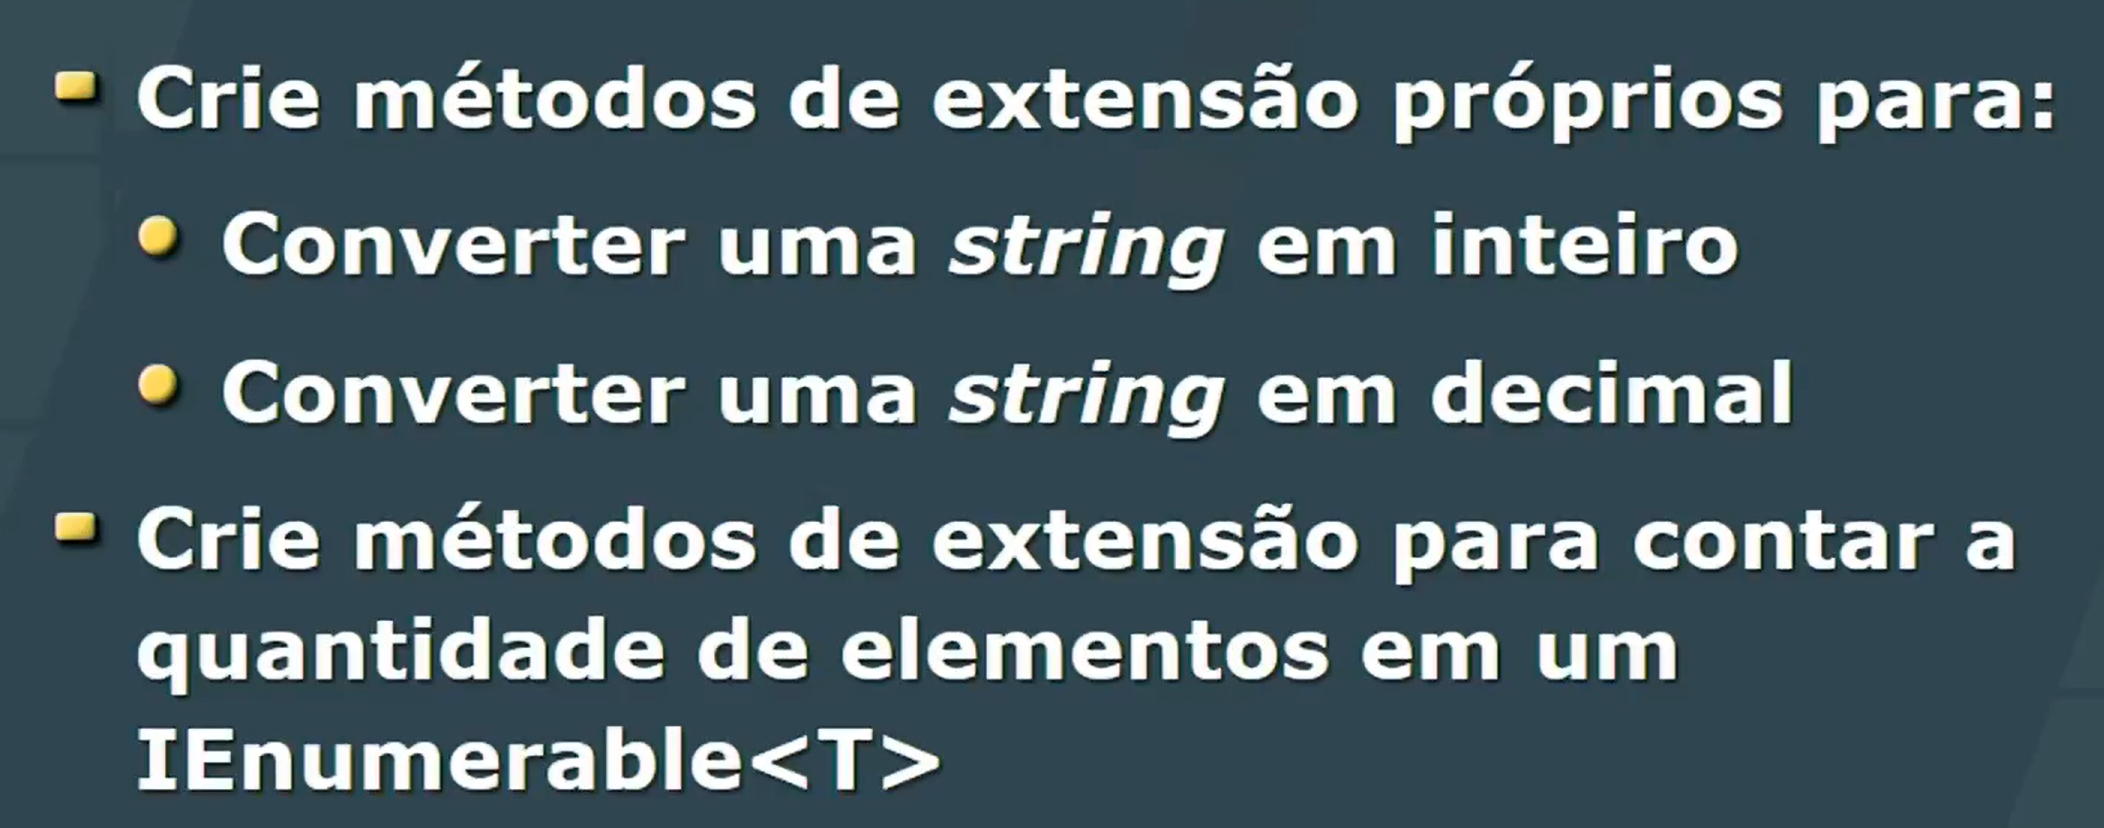 Crie métodos de extensão próprios para:
Converter uma string em inteiro
Converter uma string em decimal
Crie métodos de extensão para contar a
quantidade de elementos em um
IEnumerable<T>